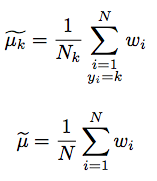 \widetilde{\mu_k} = \frac{1}{N_k} \sum_{\substack{i=1 \\ y_i=k}}^{N} w_i
\widetilde{\mu} = \frac{1}{N} \sum_{i=1}^{N} w_i